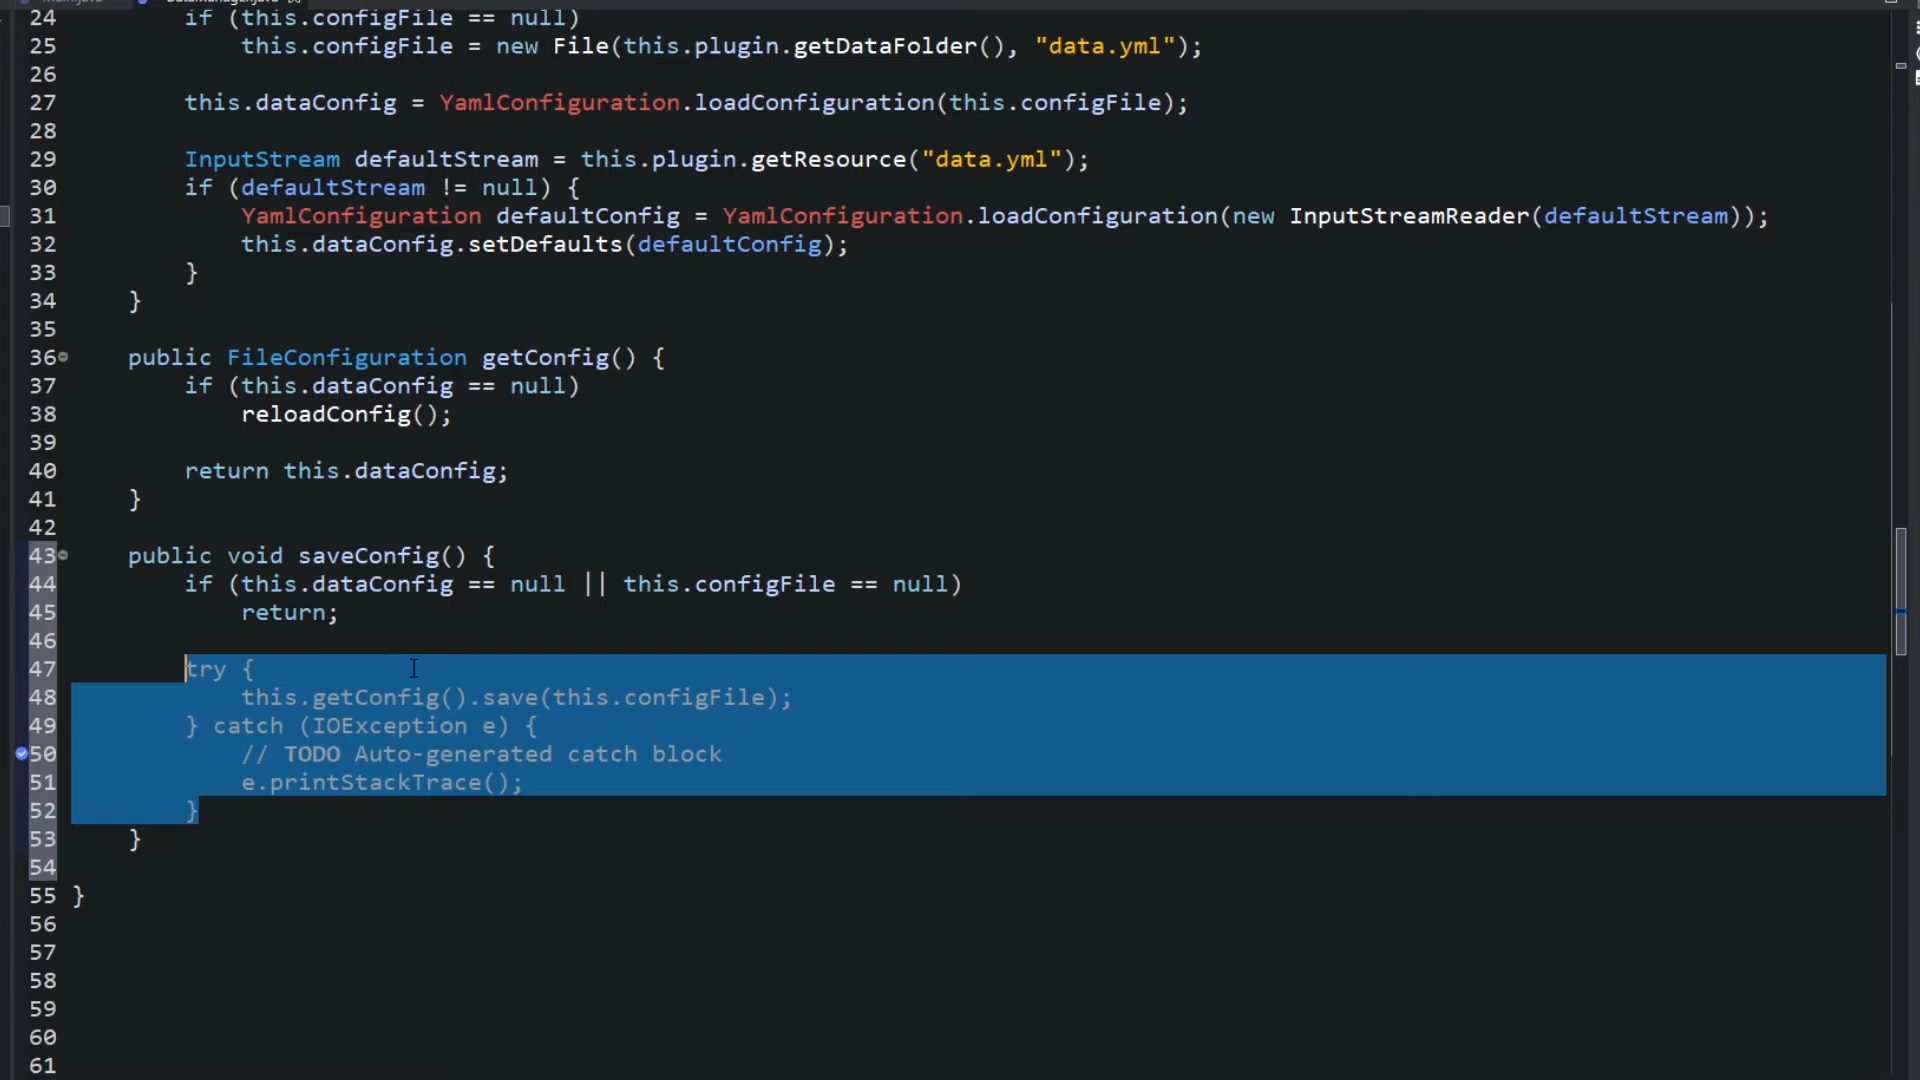 24 if (this.configFile == null)
25 this.configFile = new File(this.plugin.getDataFolder(), "data.yml");
26
27 this.dataConfig = YamlConfiguration.loadConfiguration(this.configFile);
28
29 InputStream defaultStream = this.plugin.getResource("data.yml");
30 if (defaultStream != null) {
31 YamlConfiguration defaultConfig = YamlConfiguration.loadConfiguration(new InputStreamReader(defaultStream));
32 this.dataConfig.setDefaults(defaultConfig);
33 }
34 }
35
36 public FileConfiguration getConfig() {
37 if (this.dataConfig == null)
38 reloadConfig();
39
40 return this.dataConfig;
41 }
42
43 public void saveConfig() {
44 if (this.dataConfig == null || this.configFile == null)
45 return;
46
47 try {
48 this.getConfig().save(this.configFile);
49 } catch (IOException e) {
50 // TODO Auto-generated catch block
51 e.printStackTrace();
52 }
53 }
54
55 }
56
57
58
59
60
61